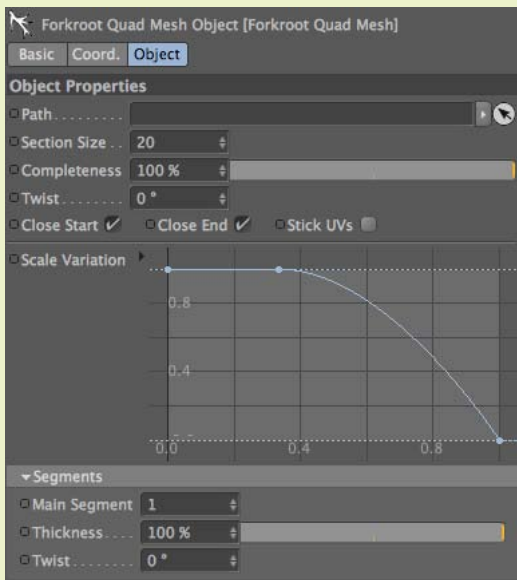 Forkroot Quad Mesh Object [Forkroot Quad Mesh]
Basic Coord. Object
Object Properties
Path. . . . . . . . .
Section Size . . 20
Completeness 100 %
Twist. . . . . . . . 0 °
Close Start Close End Stick UVs
Scale Variation
0.8
0.4
0.0 0.4 0.8
Segments
Main Segment 1
Thickness. . . . 100 %
Twist. . . . . . . . 0 °